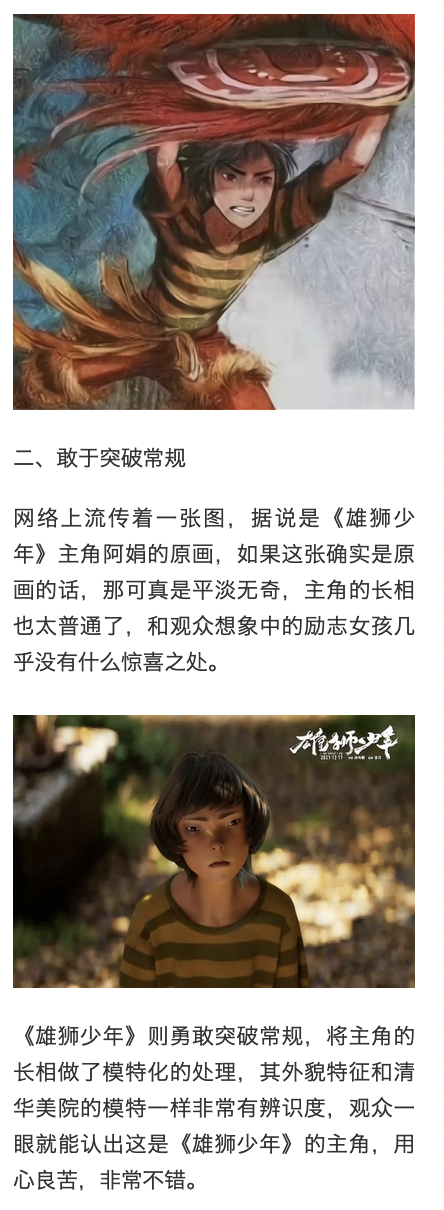 二、敢于突破常规
网络上流传着一张图，据说是《雄狮少
年》主角阿娟的原画，如果这张确实是原
画的话，那可真是平淡无奇，主角的长相
也太普通了，和观众想象中的励志女孩几
乎没有什么惊喜之处。
雄狮少年
2021.12.17
《雄狮少年》则勇敢突破常规，将主角的
长相做了模特化的处理，其外貌特征和清
华美院的模特一样非常有辨识度，观众一
眼就能认出这是《雄狮少年》的主角，用
心良苦，非常不错。